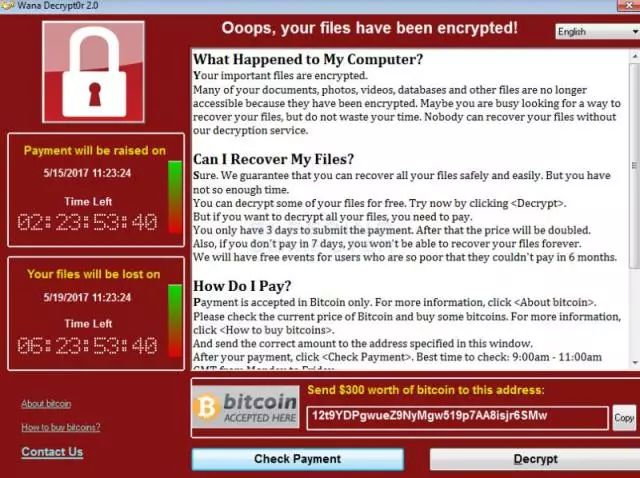 Wana Decrypt0r 2.0
Ooops, your files have been encrypted!
English
What Happened to My Computer?
Your important files are encrypted.
Many of your documents, photos, videos, databases and other files are no longer
accessible because they have been encrypted. Maybe you are busy looking for a way to
recover your files, but do not waste your time. Nobody can recover your files without
our decryption service.
Can I Recover My Files?
Sure. We guarantee that you can recover all your files safely and easily. But you have
not so enough time.
You can decrypt some of your files for free. Try now by clicking <Decrypt>.
But if you want to decrypt all your files, you need to pay.
You only have 3 days to submit the payment. After that the price will be doubled.
Also, if you don't pay in 7 days, you won't be able to recover your files forever.
We will have free events for users who are so poor that they couldn't pay in 6 months.
How Do I Pay?
Payment is accepted in Bitcoin only. For more information, click <About bitcoin>.
Please check the current price of Bitcoin and buy some bitcoins. For more information,
click <How to buy bitcoins>.
And send the correct amount to the address specified in this window.
After your payment, click <Check Payment>. Best time to check: 9:00am - 11:00am
GMT from Monday to Friday.
Payment will be raised on
5/15/2017 11:23:24
Time Left
02:23:53:40
Your files will be lost on
5/19/2017 11:23:24
Time Left
06:23:53:40
About bitcoin
How to buy bitcoins?
Contact Us
bitcoin
ACCEPTED HERE
Send $300 worth of bitcoin to this address:
12t9YDPgwueZ9NyMgw519p7AA8isjr6SMw
Copy
Check Payment
Decrypt